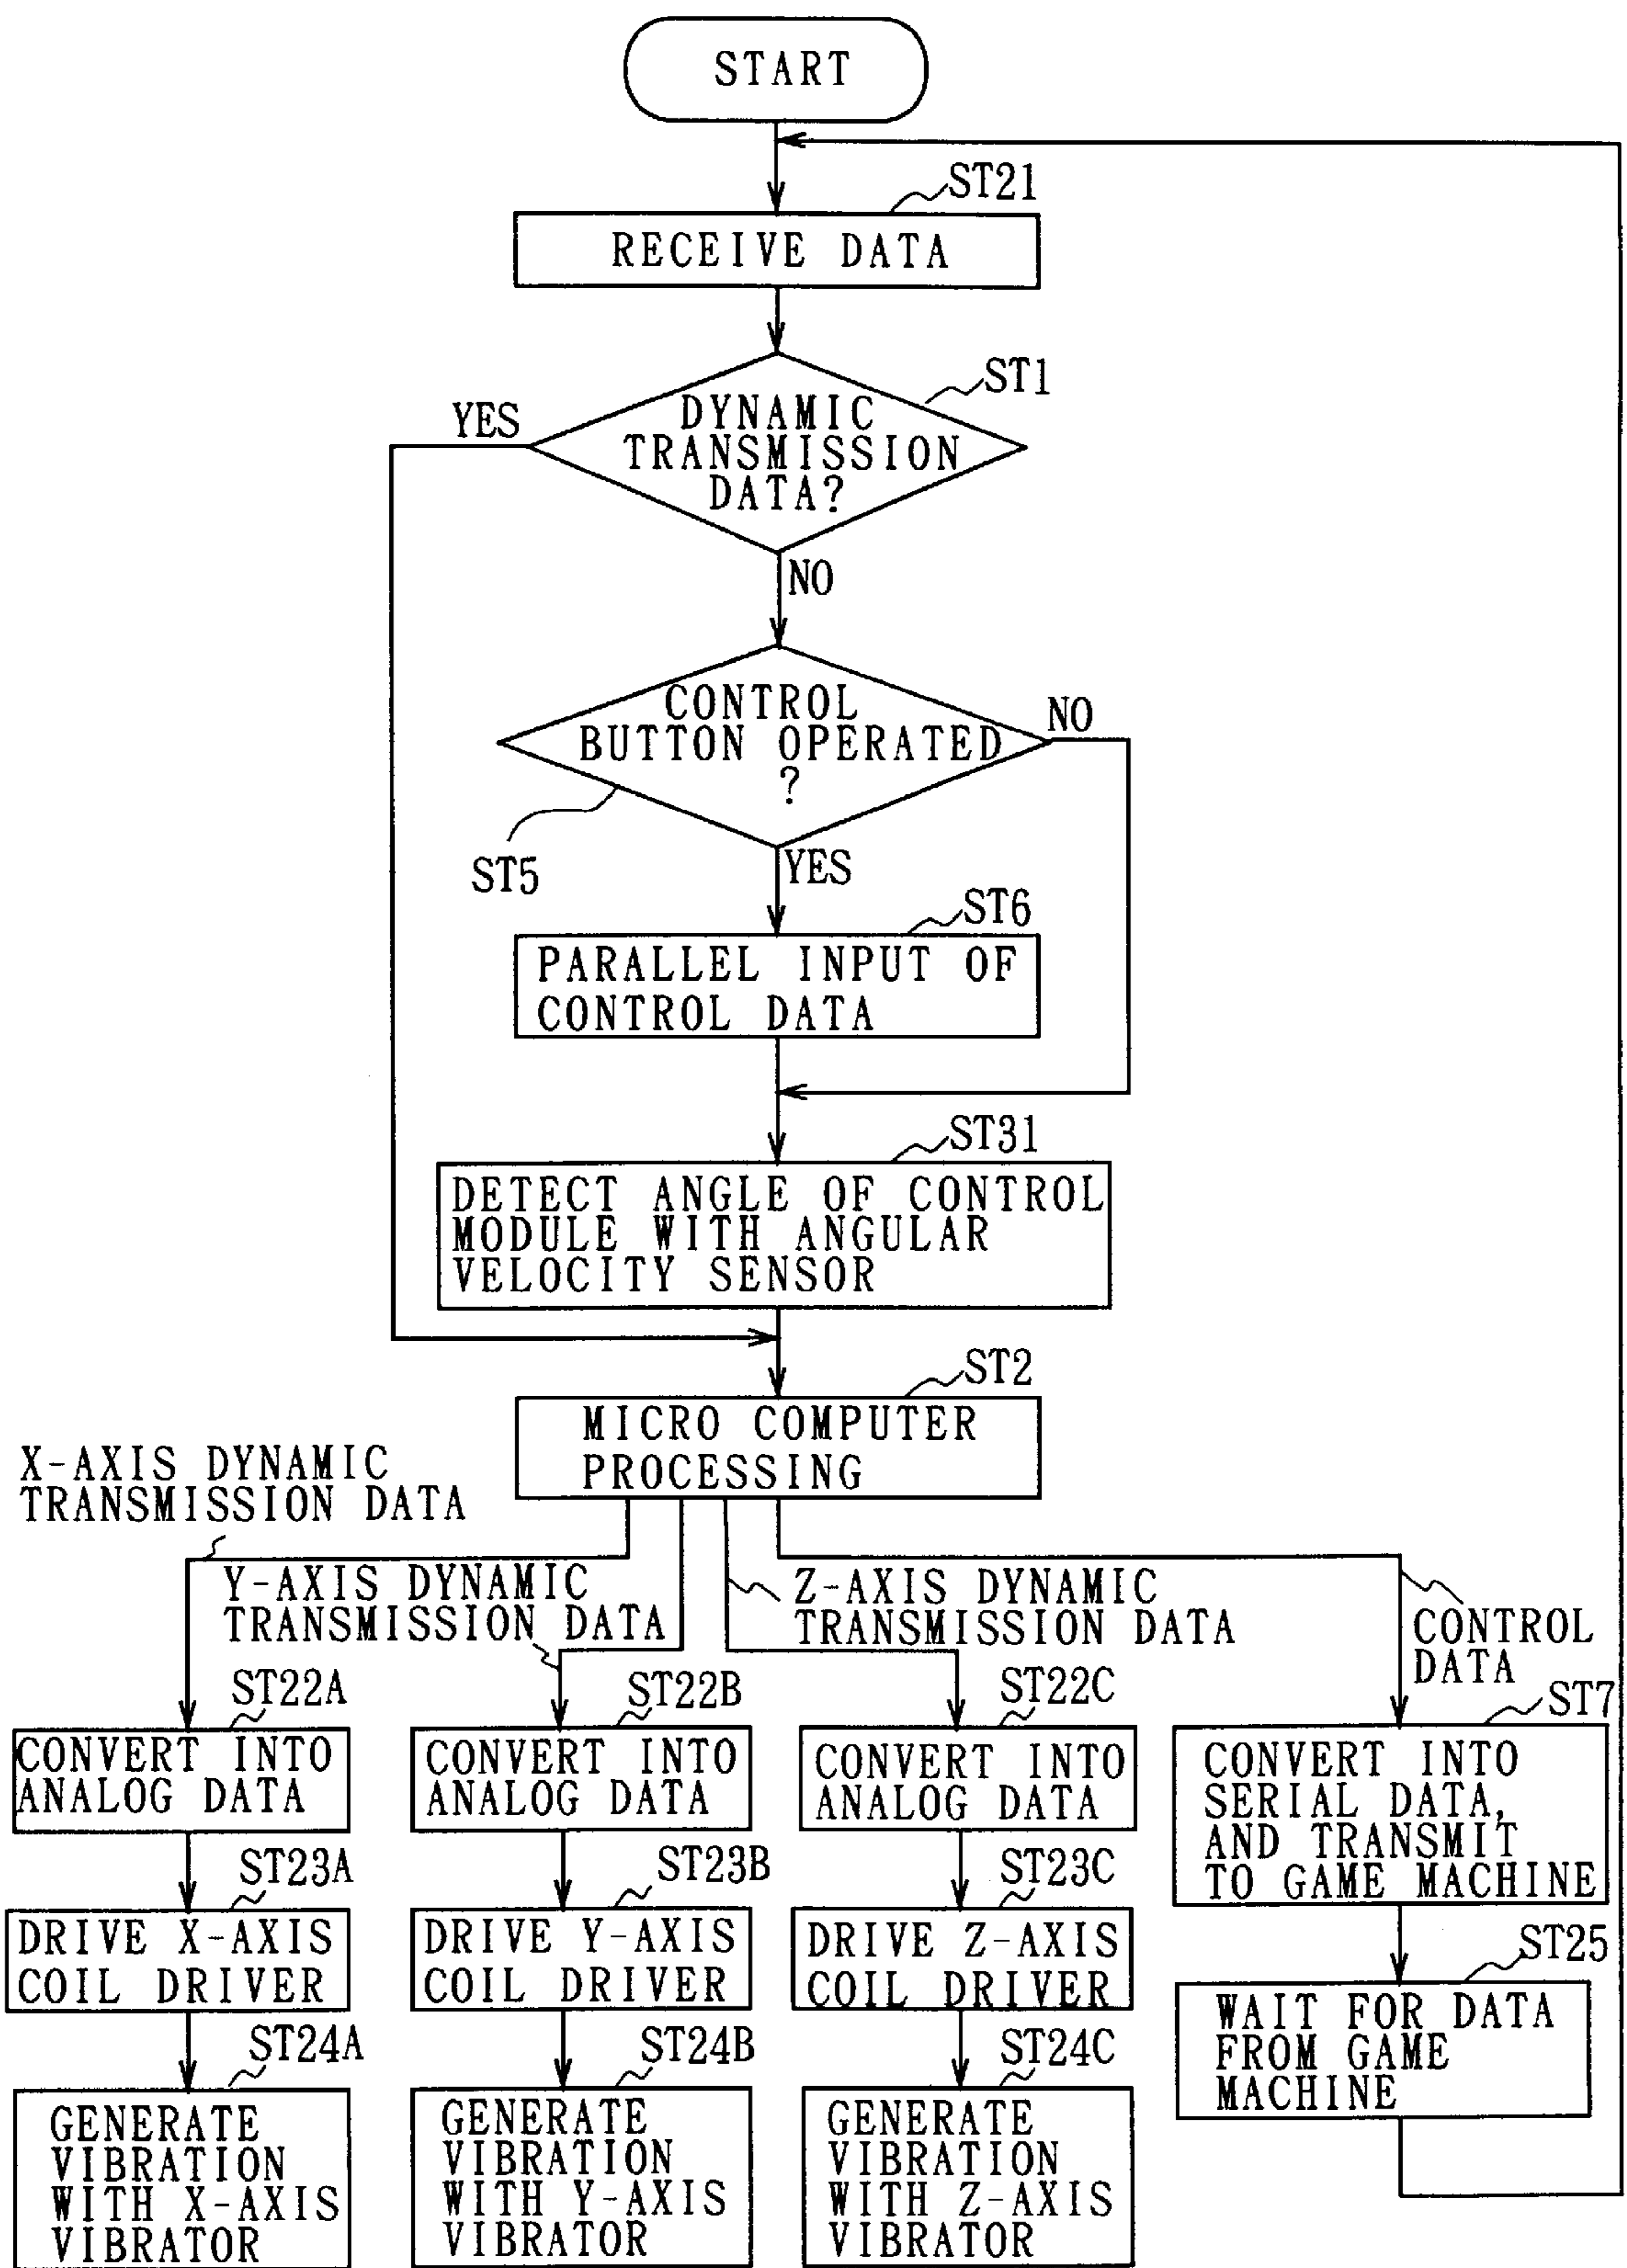 START
ST21
RECEIVE DATA
ST1
YES
DYNAMIC
TRANSMISSION
DATA?
NO
CONTROL
BUTTON OPERATED
?
NO
ST5
YES
ST6
PARALLEL INPUT OF
CONTROL DATA
ST31
DETECT ANGLE OF CONTROL
MODULE WITH ANGULAR
VELOCITY SENSOR
ST2
MICRO COMPUTER
PROCESSING
X-AXIS DYNAMIC
TRANSMISSION DATA
Y-AXIS DYNAMIC
TRANSMISSION DATA
Z-AXIS DYNAMIC
TRANSMISSION DATA
CONTROL
DATA
ST22A
CONVERT INTO
ANALOG DATA
ST23A
DRIVE X-AXIS
COIL DRIVER
ST24A
GENERATE
VIBRATION
WITH X-AXIS
VIBRATOR
ST22B
CONVERT INTO
ANALOG DATA
ST23B
DRIVE Y-AXIS
COIL DRIVER
ST24B
GENERATE
VIBRATION
WITH Y-AXIS
VIBRATOR
ST22C
CONVERT INTO
ANALOG DATA
ST23C
DRIVE Z-AXIS
COIL DRIVER
ST24C
GENERATE
VIBRATION
WITH Z-AXIS
VIBRATOR
ST7
CONVERT INTO
SERIAL DATA,
AND TRANSMIT
TO GAME MACHINE
ST25
WAIT FOR DATA
FROM GAME
MACHINE